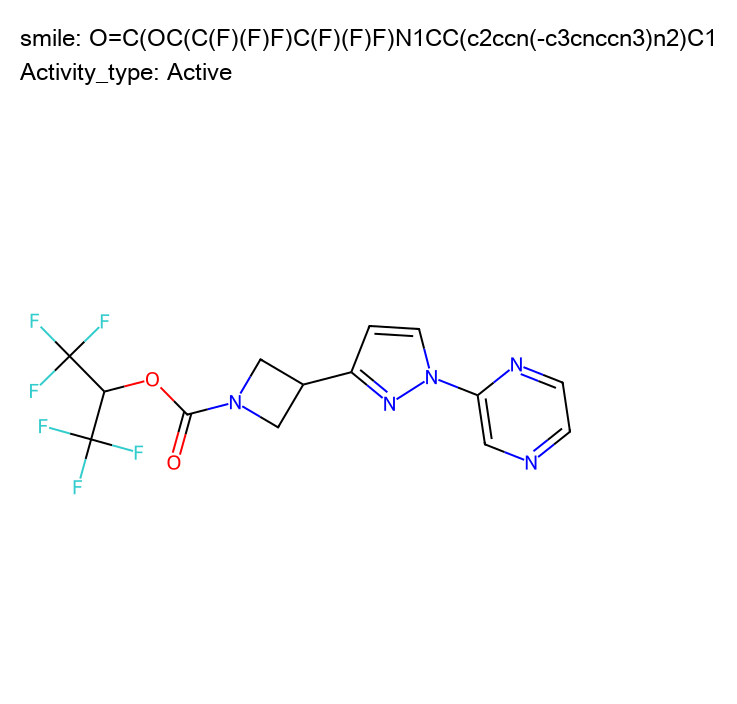 smile: O=C(OC(C(F)(F)F)C(F)(F)F)N1CC(c2ccn(-c3cnccn3)n2)C1
Activity_type: Active
F
F
F
F
F
F
O
O
N
N
N
N
N